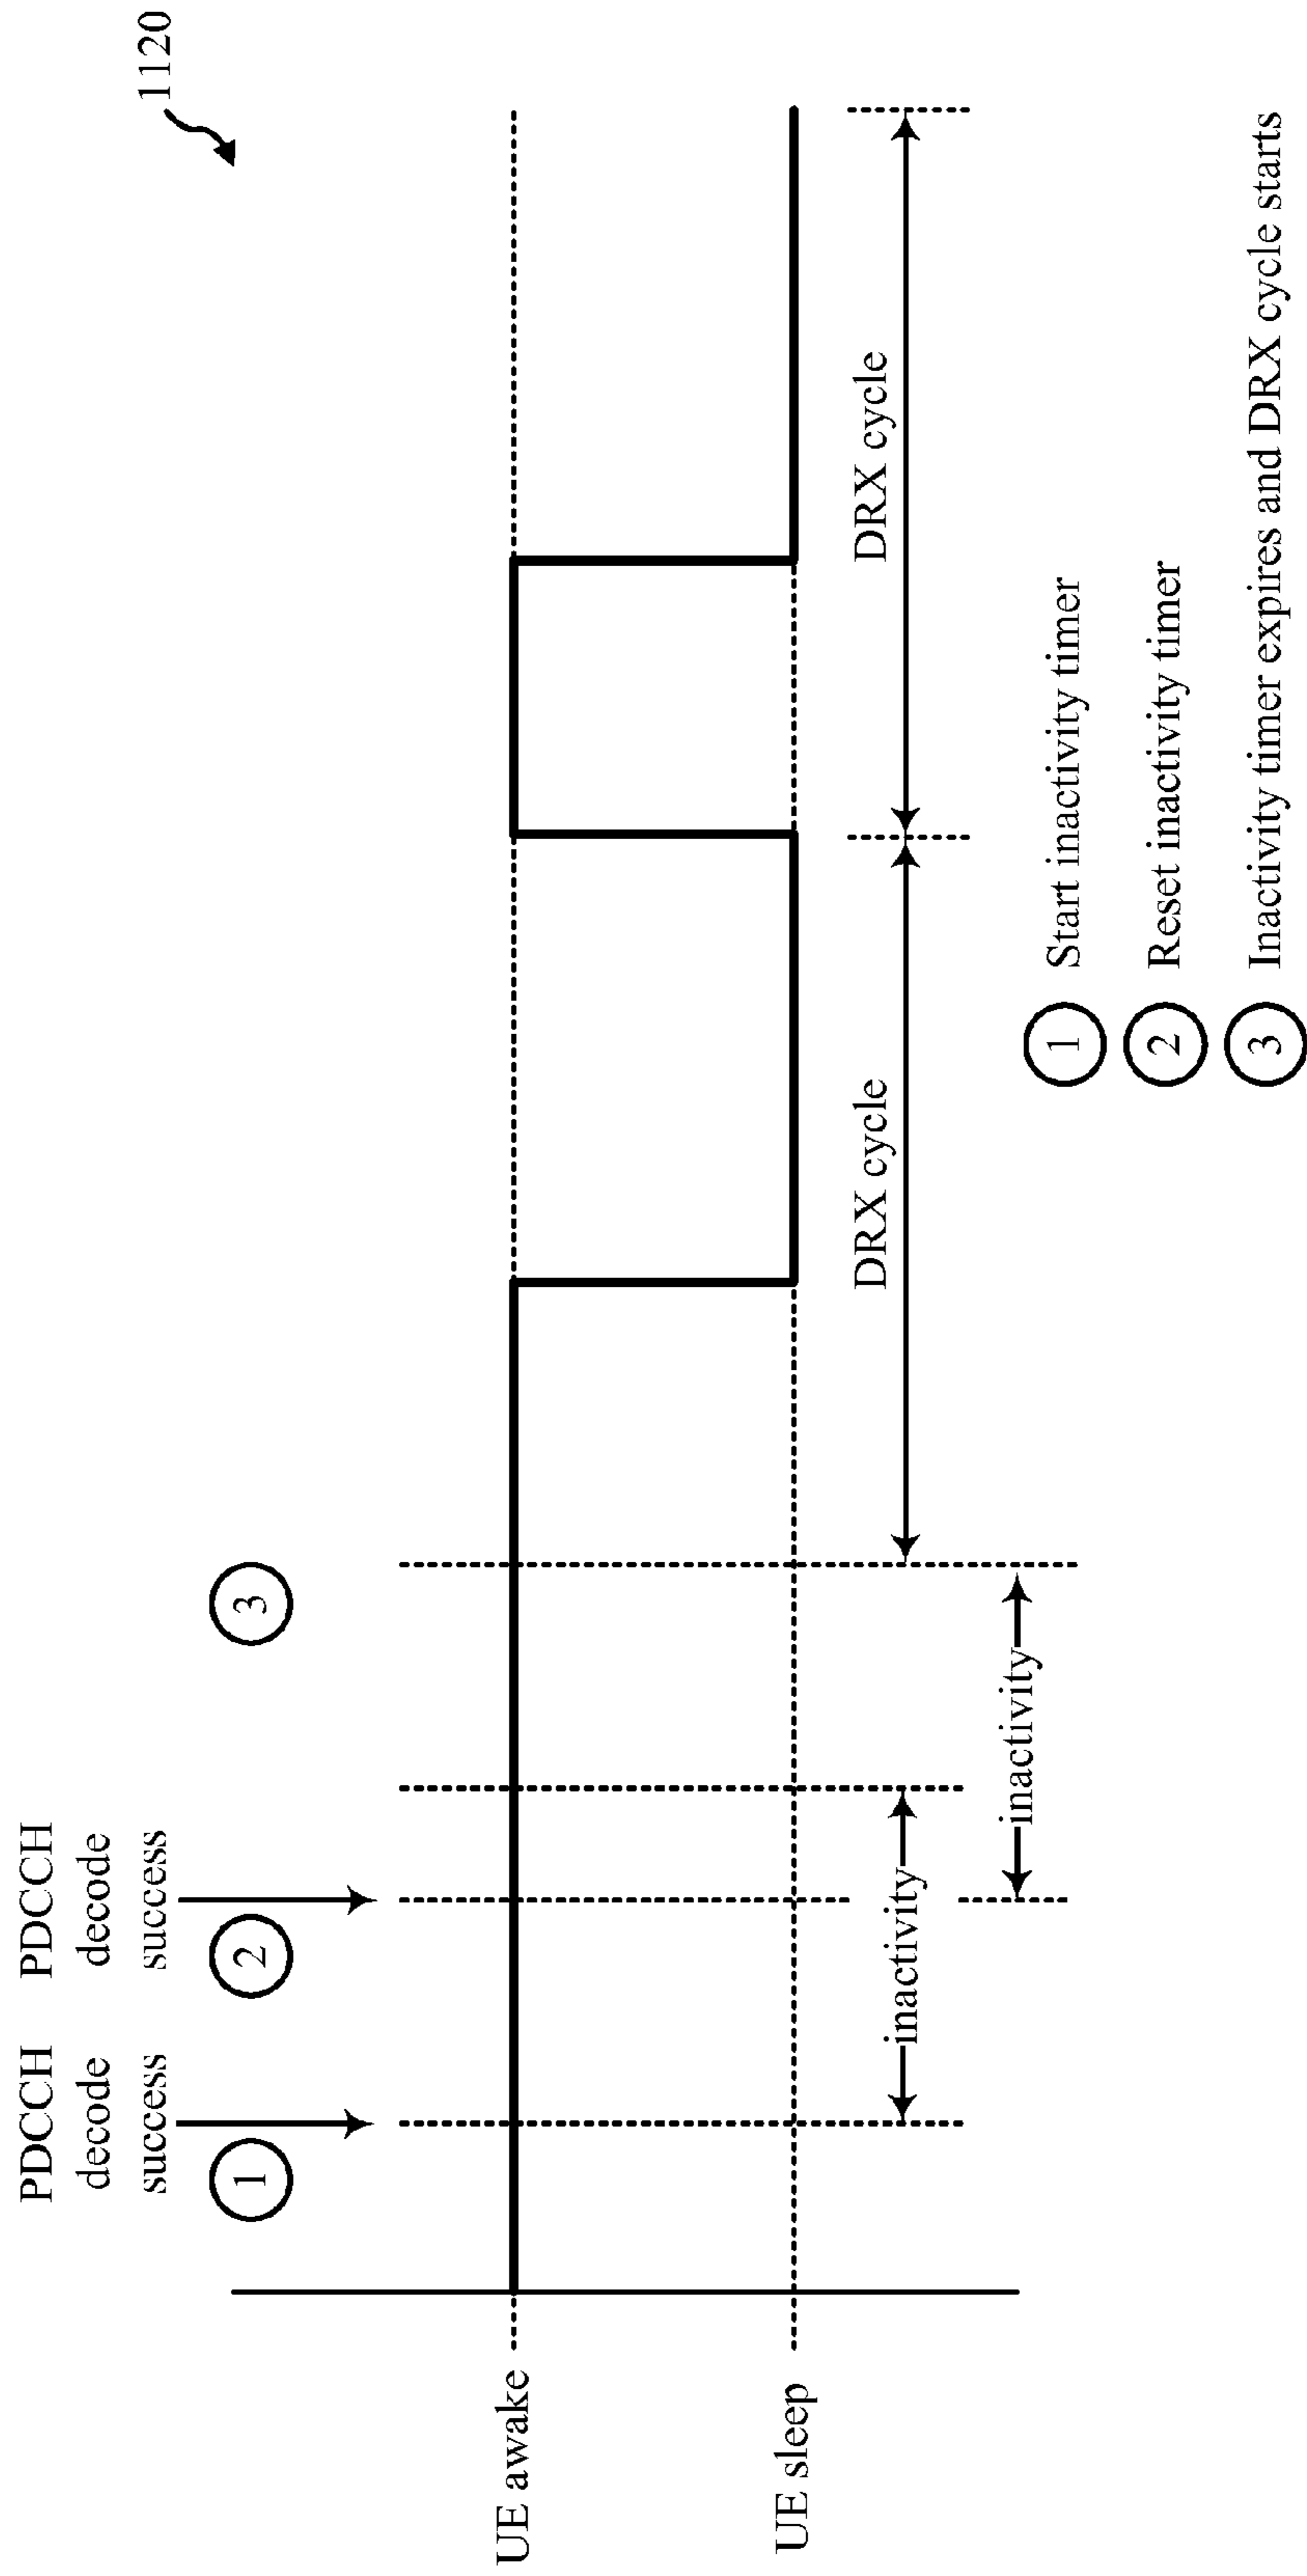 1120
PDCCH
decode
success
PDCCH
decode
success
1
2
3
UE awake
UE sleep
inactivity
inactivity
DRX cycle
DRX cycle
1 Start inactivity timer
2 Reset inactivity timer
3 Inactivity timer expires and DRX cycle starts